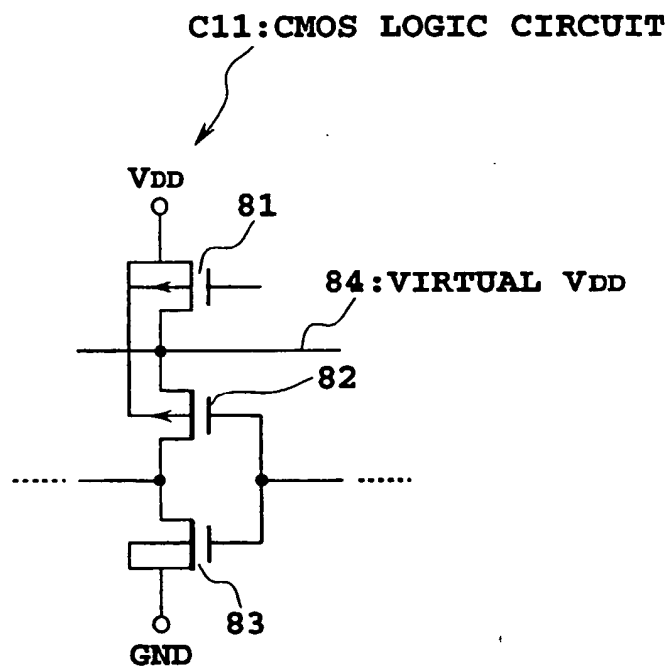 C11:CMOS LOGIC CIRCUIT
VDD
81
84:VIRTUAL VDD
82
83
GND